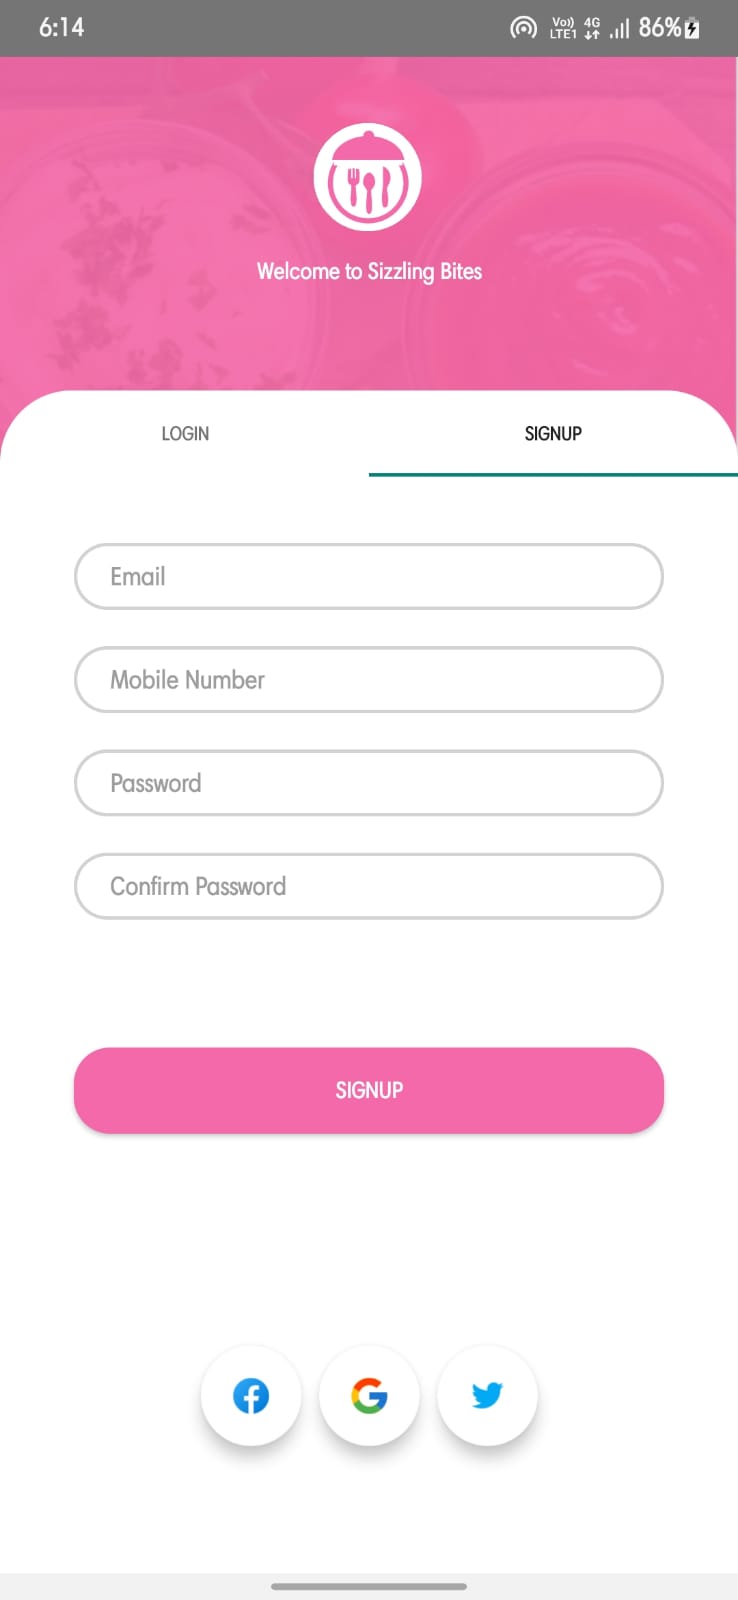 6:14
Vo)) LTE1 4G 86%
Welcome to Sizzling Bites
LOGIN
SIGNUP
Email
Mobile Number
Password
Confirm Password
SIGNUP